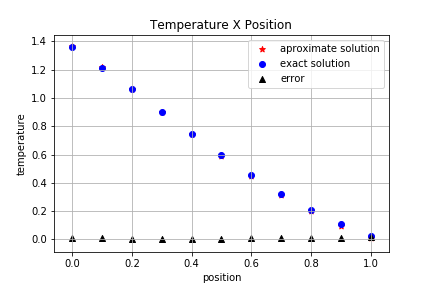 Temperature X Position
aproximate solution
exact solution
error
temperature
1.4
1.2
1.0
0.8
0.6
0.4
0.2
0.0
0.0 0.2 0.4 0.6 0.8 1.0
position